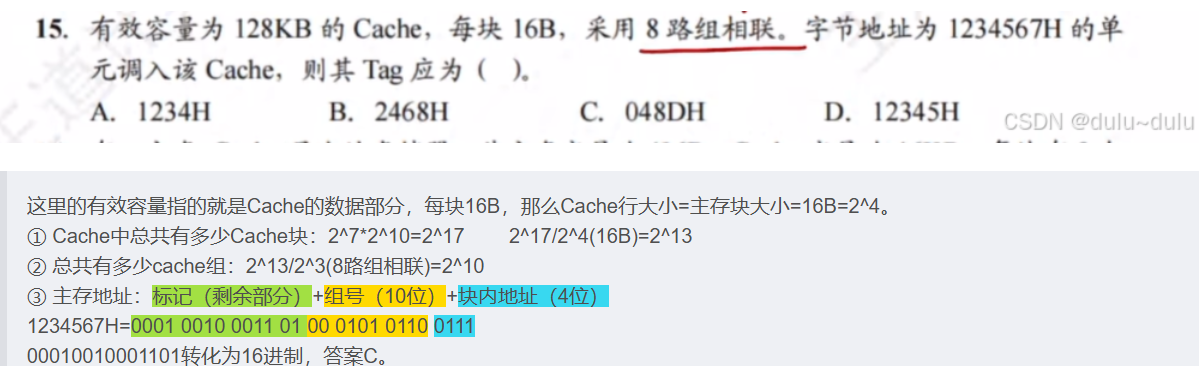 15. 有效容量为 128KB 的 Cache，每块 16B，采用 8 路组相联。字节地址为 1234567H 的单
元调入该 Cache，则其 Tag 应为（ ）。
A. 1234H B. 2468H C. 048DH D. 12345H
CSDN @dulu~dulu
这里的有效容量指的就是Cache的数据部分，每块16B，那么Cache行大小=主存块大小=16B=2^4。
① Cache中总共有多少Cache块：2^7*2^10=2^17 2^17/2^4(16B)=2^13
② 总共有多少cache组：2^13/2^3(8路组相联)=2^10
③ 主存地址：标记（剩余部分）+组号（10位）+块内地址（4位）
1234567H=0001 0010 0011 01 00 0101 0110 0111
00010010001101转化为16进制，答案C。